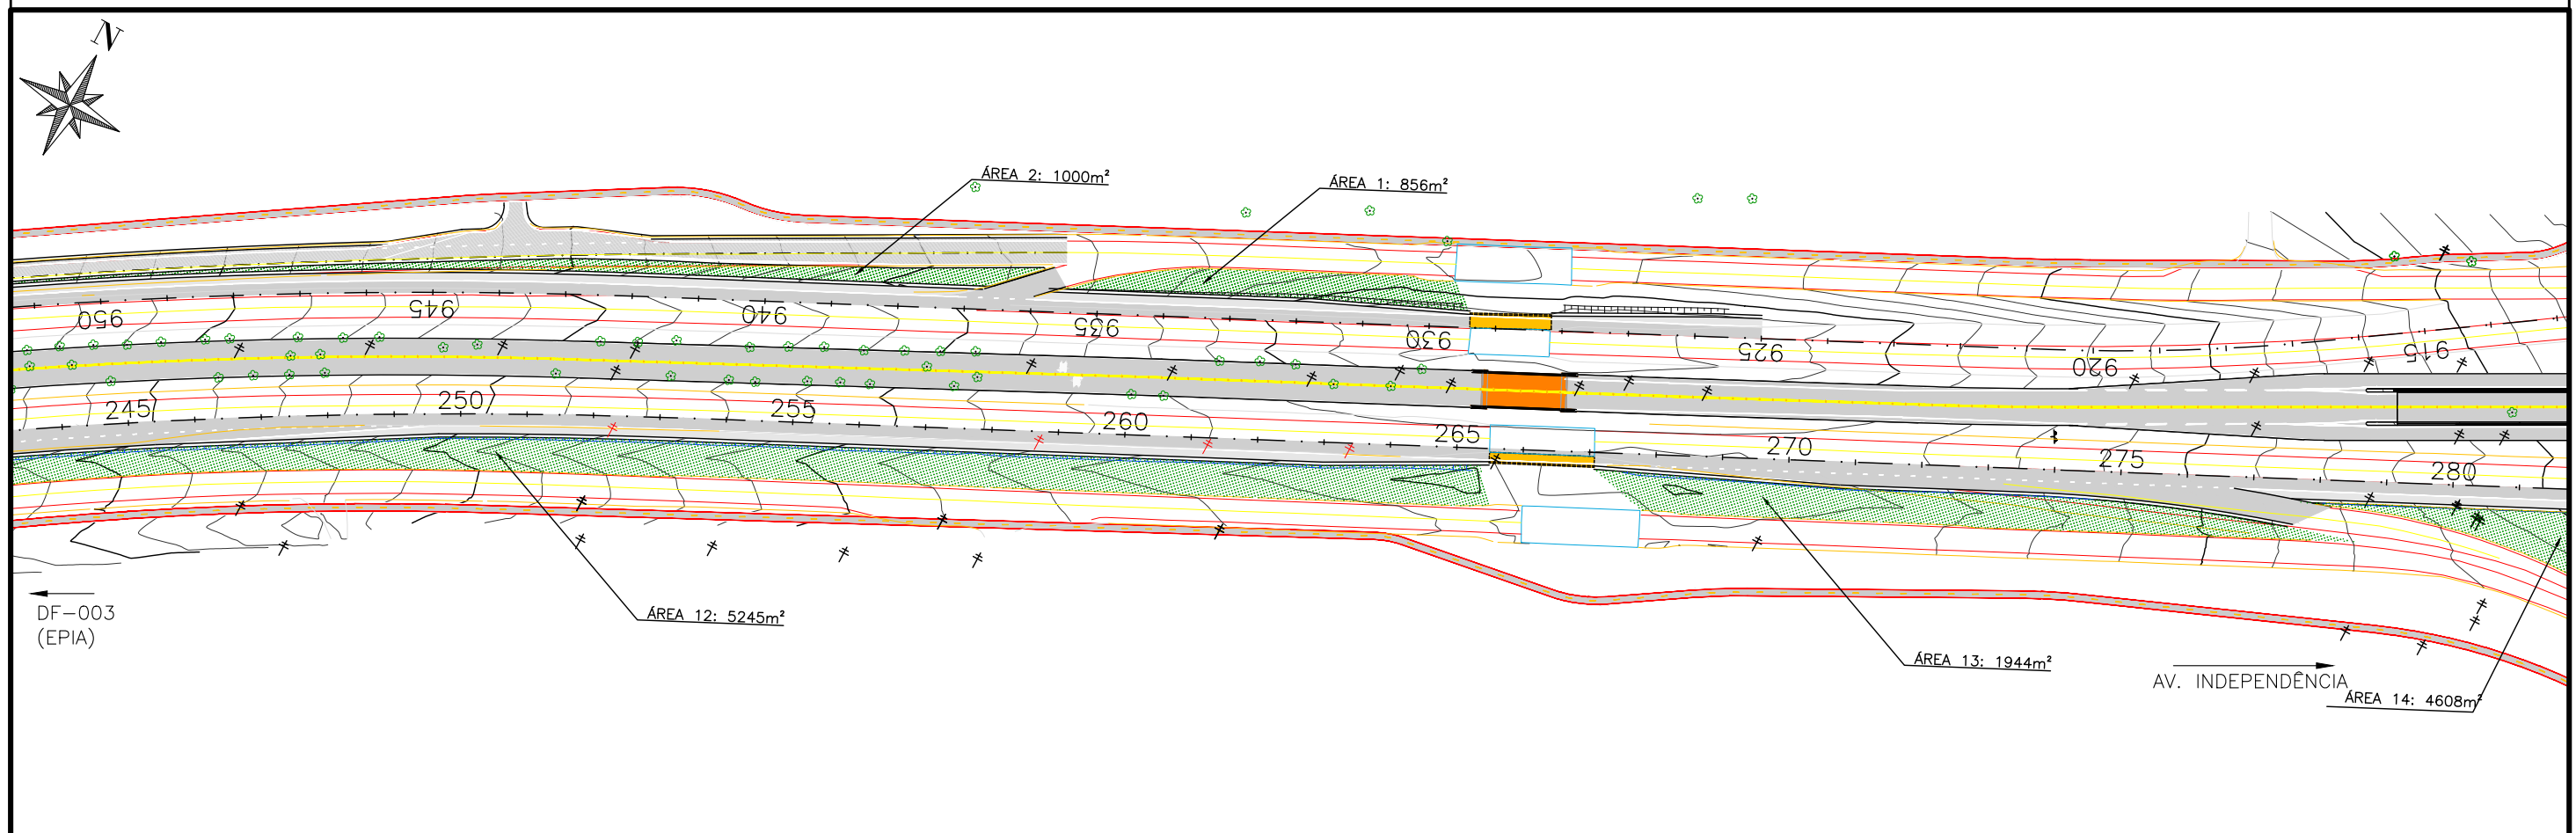 N
ÁREA 2: 1000m²
ÁREA 1: 856m²
950
945
940
935
930
925
920
915
245
250
255
260
265
270
275
280
DF-003
(EPIA)
ÁREA 12: 5245m²
ÁREA 13: 1944m²
AV. INDEPENDÊNCIA
ÁREA 14: 4608m²